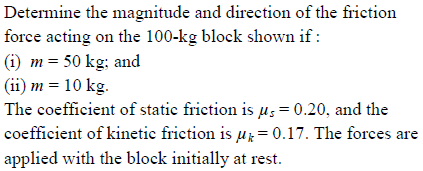 Determine the magnitude and direction of the friction
force acting on the 100-kg block shown if :
(i) m = 50 kg; and
(ii) m = 10 kg.
The coefficient of static friction is μs = 0.20, and the
coefficient of kinetic friction is μk = 0.17. The forces are
applied with the block initially at rest.